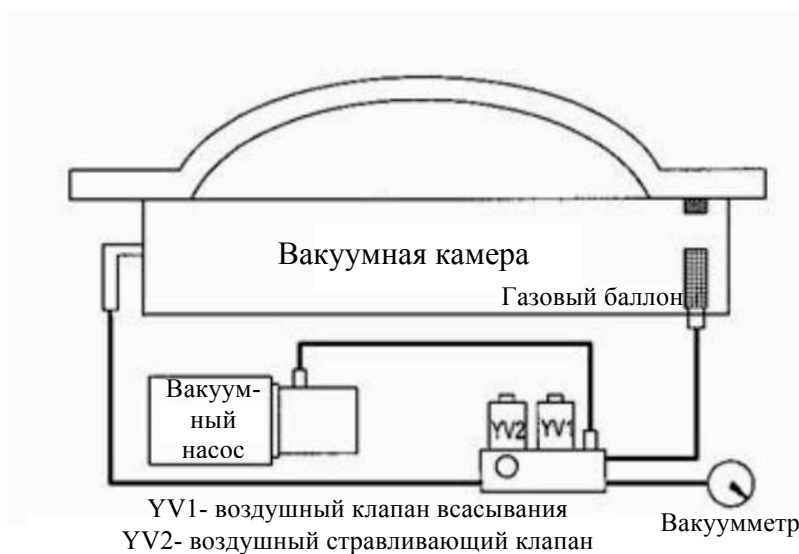 Вакуумная камера
Газовый баллон
Вакуум-
ный
насос
YV2 YV1
YV1- воздушный клапан всасывания
Вакуумметр
YV2- воздушный стравливающий клапан